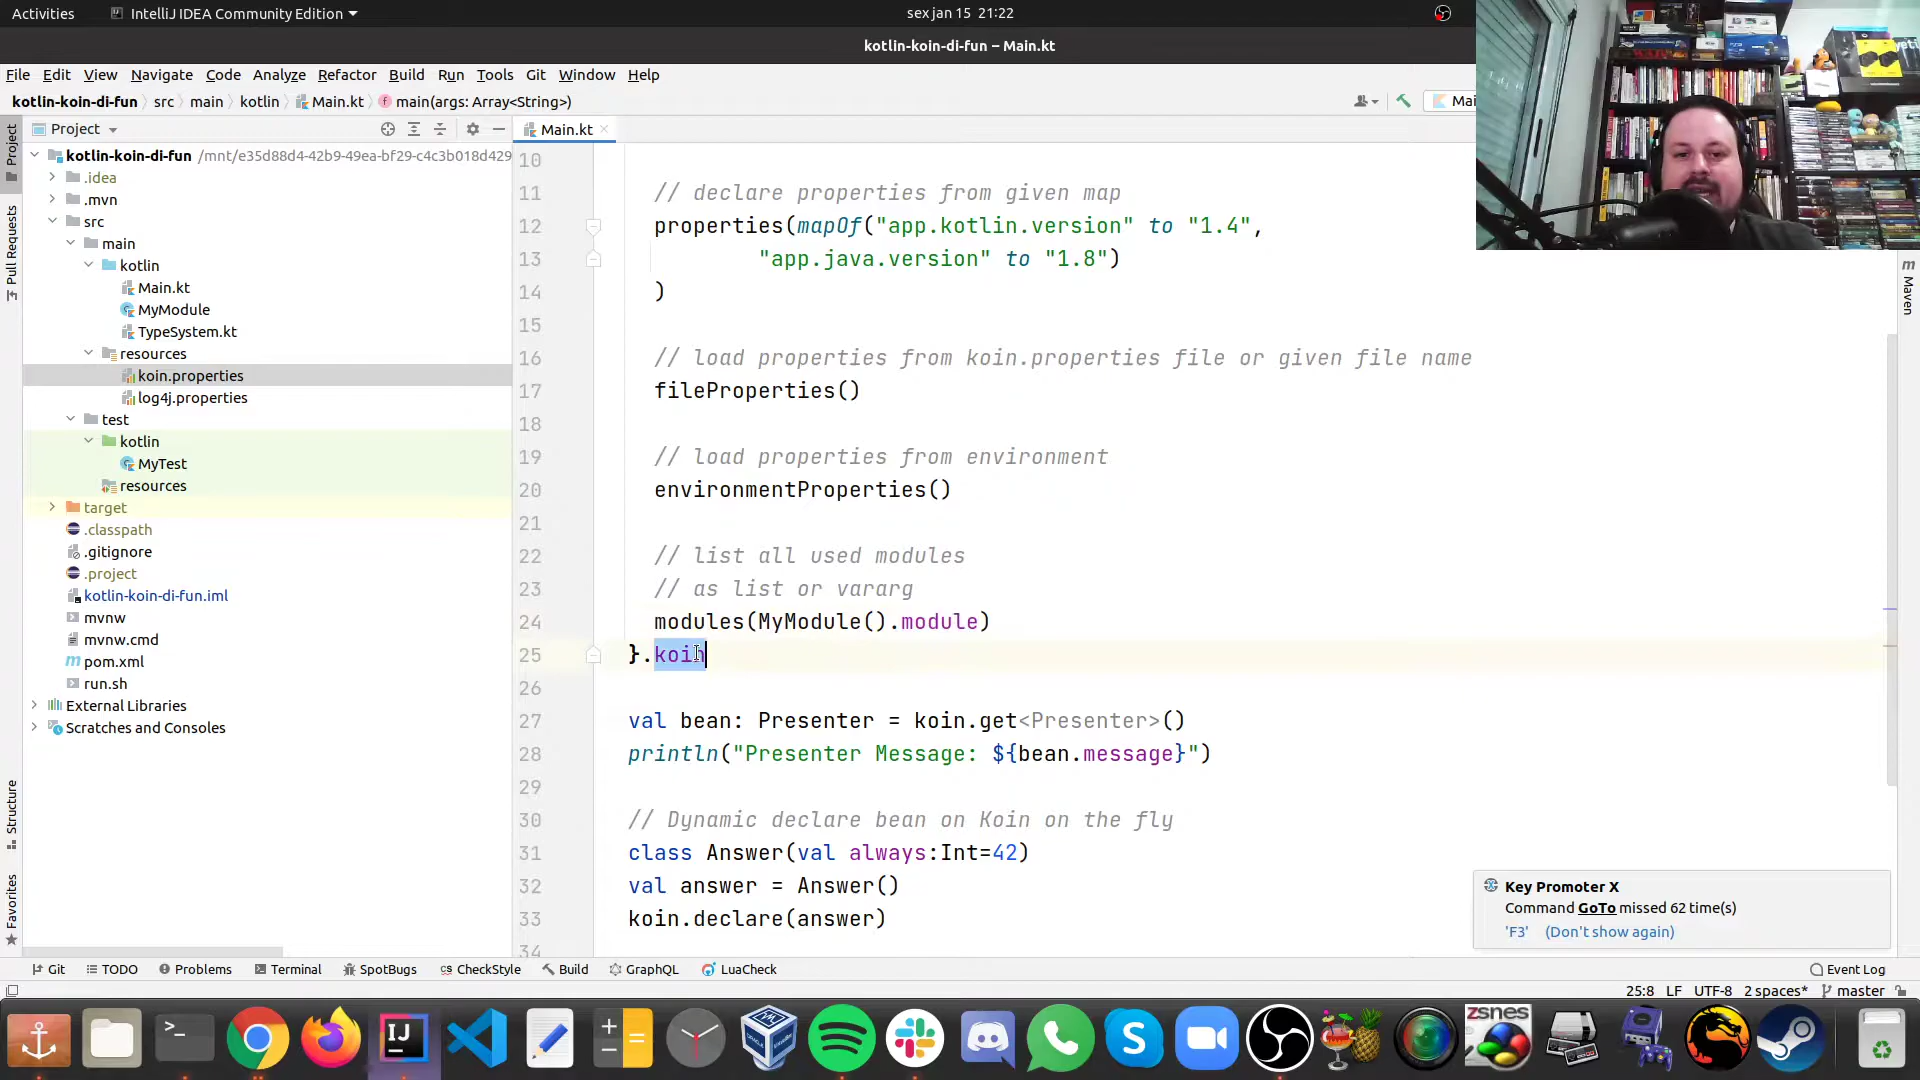 Activities
IntelliJ IDEA Community Edition
sex jan 15 21:22
kotlin-koin-di-fun – Main.kt
File Edit View Navigate Code Analyze Refactor Build Run Tools Git Window Help
kotlin-koin-di-fun src main kotlin Main.kt main(args: Array<String>)
Mai
Project
Main.kt
Project
Pull Requests
Structure
Favorites
Maven
kotlin-koin-di-fun /mnt/e35d88d4-42b9-49ea-bf29-c4c3b018d429
.idea
.mvn
src
main
kotlin
Main.kt
MyModule
TypeSystem.kt
resources
koin.properties
log4j.properties
test
kotlin
MyTest
resources
target
.classpath
.gitignore
.project
kotlin-koin-di-fun.iml
mvnw
mvnw.cmd
pom.xml
run.sh
External Libraries
Scratches and Consoles
10
11 // declare properties from given map
12 properties(mapOf("app.kotlin.version" to "1.4",
13 "app.java.version" to "1.8")
14 )
15
16 // load properties from koin.properties file or given file name
17 fileProperties()
18
19 // load properties from environment
20 environmentProperties()
21
22 // list all used modules
23 // as list or vararg
24 modules(MyModule().module)
25 }.koin
26
27 val bean: Presenter = koin.get<Presenter>()
28 println("Presenter Message: ${bean.message}")
29
30 // Dynamic declare bean on Koin on the fly
31 class Answer(val always:Int=42)
32 val answer = Answer()
33 koin.declare(answer)
34
Key Promoter X
Command GoTo missed 62 time(s)
'F3' (Don't show again)
Git TODO Problems Terminal SpotBugs CheckStyle Build GraphQL LuaCheck Event Log
25:8 LF UTF-8 2 spaces* master
IJ
zsnes